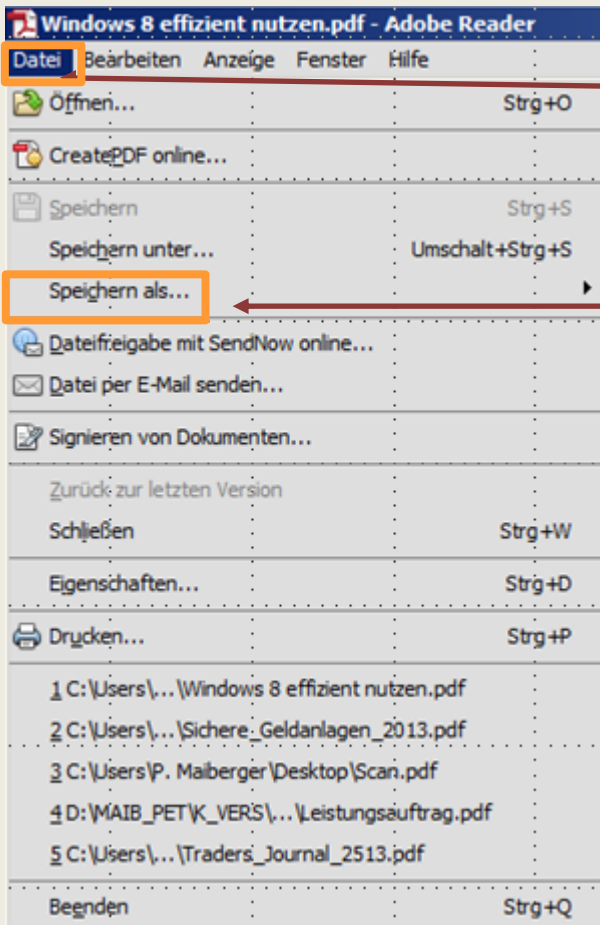 Windows 8 effizient nutzen.pdf - Adobe Reader
Datei Bearbeiten Anzeige Fenster Hilfe
Öffnen... Strg+O
CreatePDF online...
Speichern Strg+S
Speichern unter... Umschalt+Strg+S
Speichern als...
Dateifreigabe mit SendNow online...
Datei per E-Mail senden...
Signieren von Dokumenten...
Zurück zur letzten Version
Schließen Strg+W
Eigenschaften... Strg+D
Drucken... Strg+P
1 C:\Users\...\Windows 8 effizient nutzen.pdf
2 C:\Users\...\Sichere_Geldanlagen_2013.pdf
3 C:\Users\P. Maiberger\Desktop\Scan.pdf
4 D:\MAIB_PET\K_VERS\...\Leistungsauftrag.pdf
5 C:\Users\...\Traders_Journal_2513.pdf
Beenden Strg+Q